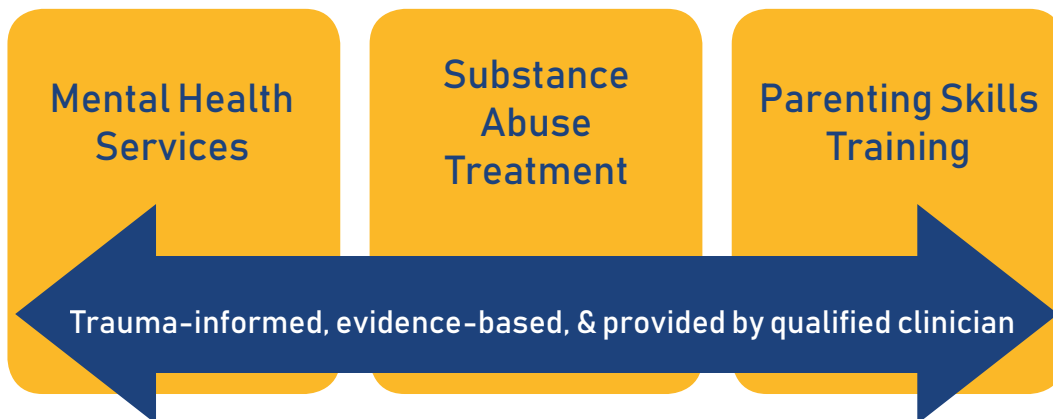 Mental Health
Services
Substance
Abuse
Treatment
Parenting Skills
Training
Trauma-informed, evidence-based, & provided by qualified clinician